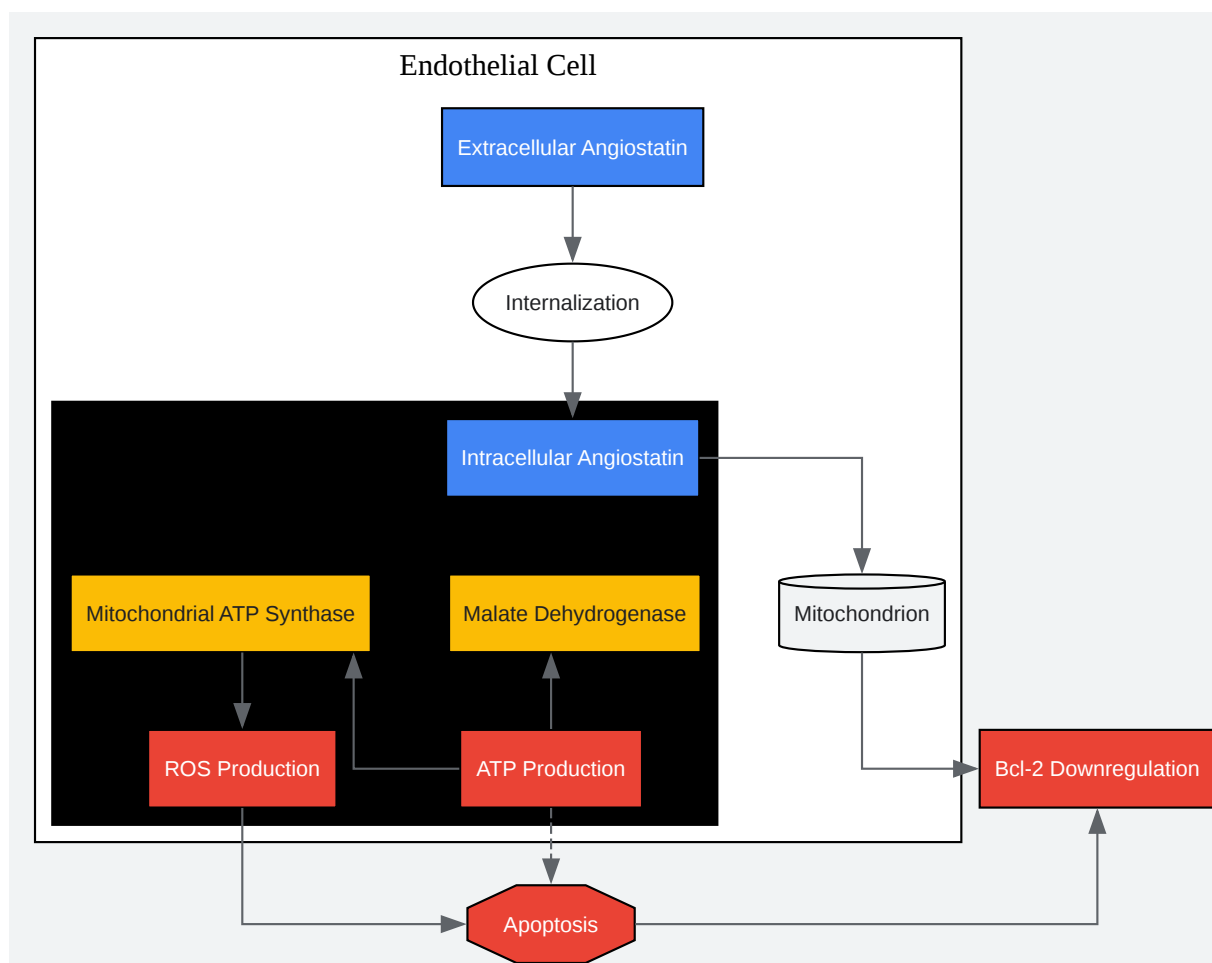 Endothelial Cell
Extracellular Angiostatin
Internalization
Intracellular Angiostatin
Mitochondrial ATP Synthase
Malate Dehydrogenase
Mitochondrion
ROS Production
ATP Production
Bcl-2 Downregulation
Apoptosis